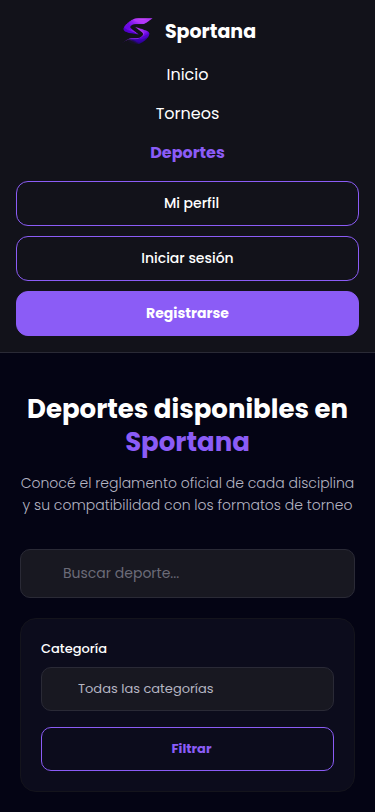 Sportana
Inicio
Torneos
Deportes
Mi perfil
Iniciar sesión
Registrarse
Deportes disponibles en
Sportana
Conocé el reglamento oficial de cada disciplina
y su compatibilidad con los formatos de torneo
Buscar deporte...
Categoría
Todas las categorías
Filtrar